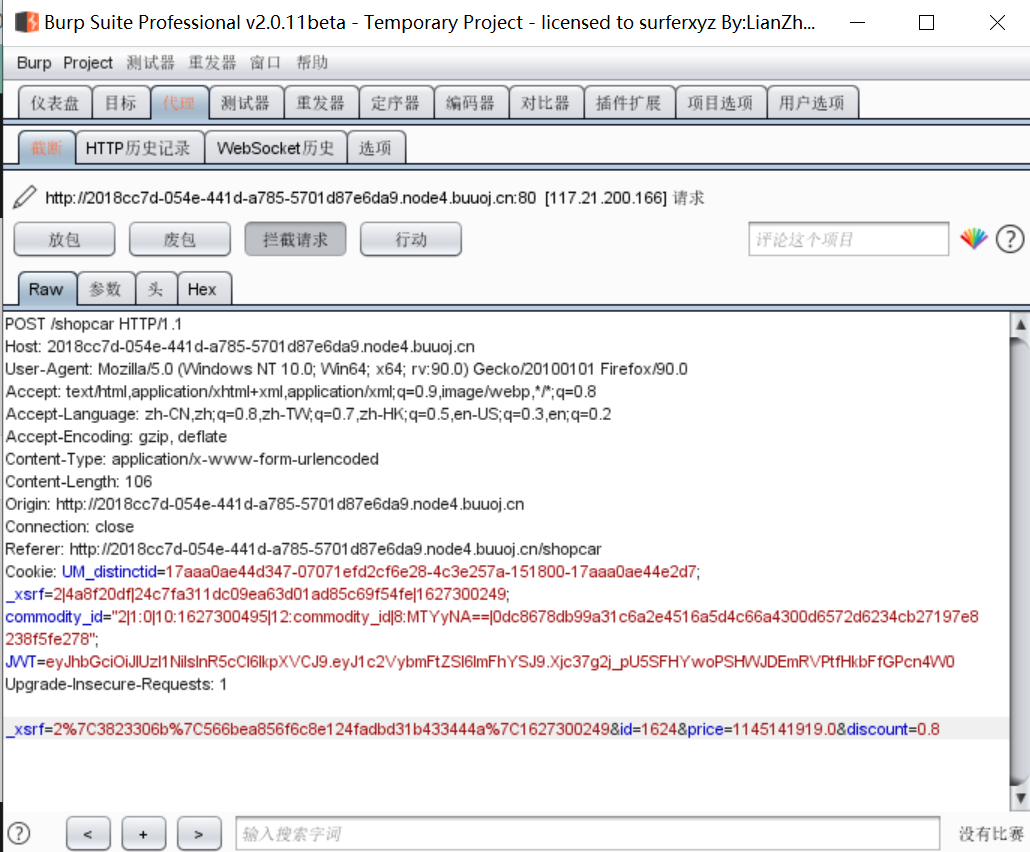 Burp Suite Professional v2.0.11beta - Temporary Project - licensed to surferxyz By:LianZh...
Burp Project 测试器 重发器 窗口 帮助
仪表盘 目标 代理 测试器 重发器 定序器 编码器 对比器 插件扩展 项目选项 用户选项
截断 HTTP历史记录 WebSocket历史 选项
http://2018cc7d-054e-441d-a785-5701d87e6da9.node4.buuoj.cn:80 [117.21.200.166] 请求
放包 废包 拦截请求 行动 评论这个项目 ?
Raw 参数 头 Hex
POST /shopcar HTTP/1.1
Host: 2018cc7d-054e-441d-a785-5701d87e6da9.node4.buuoj.cn
User-Agent: Mozilla/5.0 (Windows NT 10.0; Win64; x64; rv:90.0) Gecko/20100101 Firefox/90.0
Accept: text/html,application/xhtml+xml,application/xml;q=0.9,image/webp,*/*;q=0.8
Accept-Language: zh-CN,zh;q=0.8,zh-TW;q=0.7,zh-HK;q=0.5,en-US;q=0.3,en;q=0.2
Accept-Encoding: gzip, deflate
Content-Type: application/x-www-form-urlencoded
Content-Length: 106
Origin: http://2018cc7d-054e-441d-a785-5701d87e6da9.node4.buuoj.cn
Connection: close
Referer: http://2018cc7d-054e-441d-a785-5701d87e6da9.node4.buuoj.cn/shopcar
Cookie: UM_distinctid=17aaa0ae44d347-07071efd2cf6e28-4c3e257a-151800-17aaa0ae44e2d7;
_xsrf=2|4a8f20df|24c7fa311dc09ea63d01ad85c69f54fe|1627300249;
commodity_id="2|1:0|10:1627300495|12:commodity_id|8:MTYyNA==|0dc8678db99a31c6a2e4516a5d4c66a4300d6572d6234cb27197e8
238f5fe278";
JWT=eyJhbGciOiJIUzI1NiIsInR5cCI6IkpXVCJ9.eyJ1c2VybmFtZSI6ImFhYSJ9.Xjc37g2j_pU5SFHYwoPSHWJDEmRVPtfHkbFfGPcn4W0
Upgrade-Insecure-Requests: 1
_xsrf=2%7C3823306b%7C566bea856f6c8e124fadbd31b433444a%7C1627300249&id=1624&price=1145141919.0&discount=0.8
? < + > 输入搜索字词 没有比赛